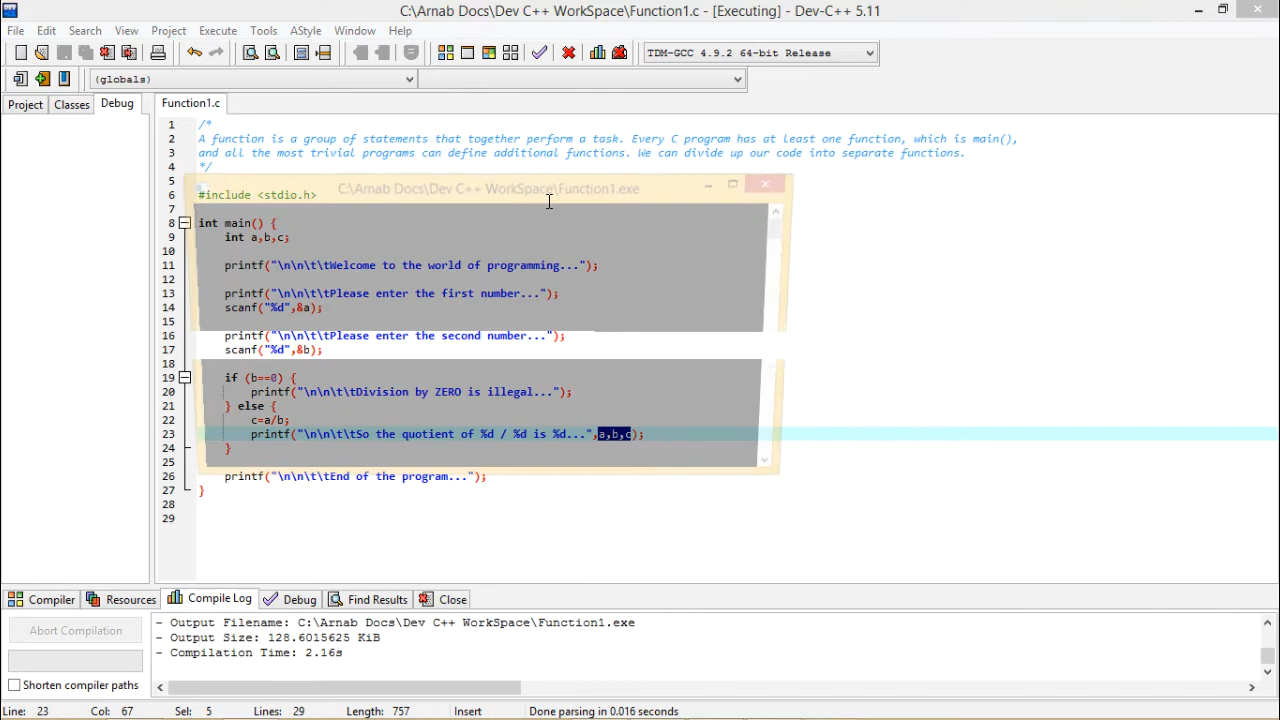 C:\Arnab Docs\Dev C++ WorkSpace\Function1.c - [Executing] - Dev-C++ 5.11
File Edit Search View Project Execute Tools AStyle Window Help
TDM-GCC 4.9.2 64-bit Release
(globals)
Project Classes Debug Function1.c
1 /*
2 A function is a group of statements that together perform a task. Every C program has at least one function, which is main(),
3 and all the most trivial programs can define additional functions. We can divide up our code into separate functions.
4 */
5
C:\Arnab Docs\Dev C++ WorkSpace\Function1.exe
6 #include <stdio.h>
7
8 int main() {
9 int a,b,c;
10
11 printf("\n\n\t\tWelcome to the world of programming...");
12
13 printf("\n\n\t\tPlease enter the first number...");
14 scanf("%d",&a);
15
16 printf("\n\n\t\tPlease enter the second number...");
17 scanf("%d",&b);
18
19 if (b==0) {
20 printf("\n\n\t\tDivision by ZERO is illegal...");
21 } else {
22 c=a/b;
23 printf("\n\n\t\tSo the quotient of %d / %d is %d...",a,b,c);
24 }
25
26 printf("\n\n\t\tEnd of the program...");
27 }
28
29
Compiler Resources Compile Log Debug Find Results Close
Abort Compilation
Shorten compiler paths
- Output Filename: C:\Arnab Docs\Dev C++ WorkSpace\Function1.exe
- Output Size: 128.6015625 KiB
- Compilation Time: 2.16s
Line: 23 Col: 67 Sel: 5 Lines: 29 Length: 757 Insert Done parsing in 0.016 seconds